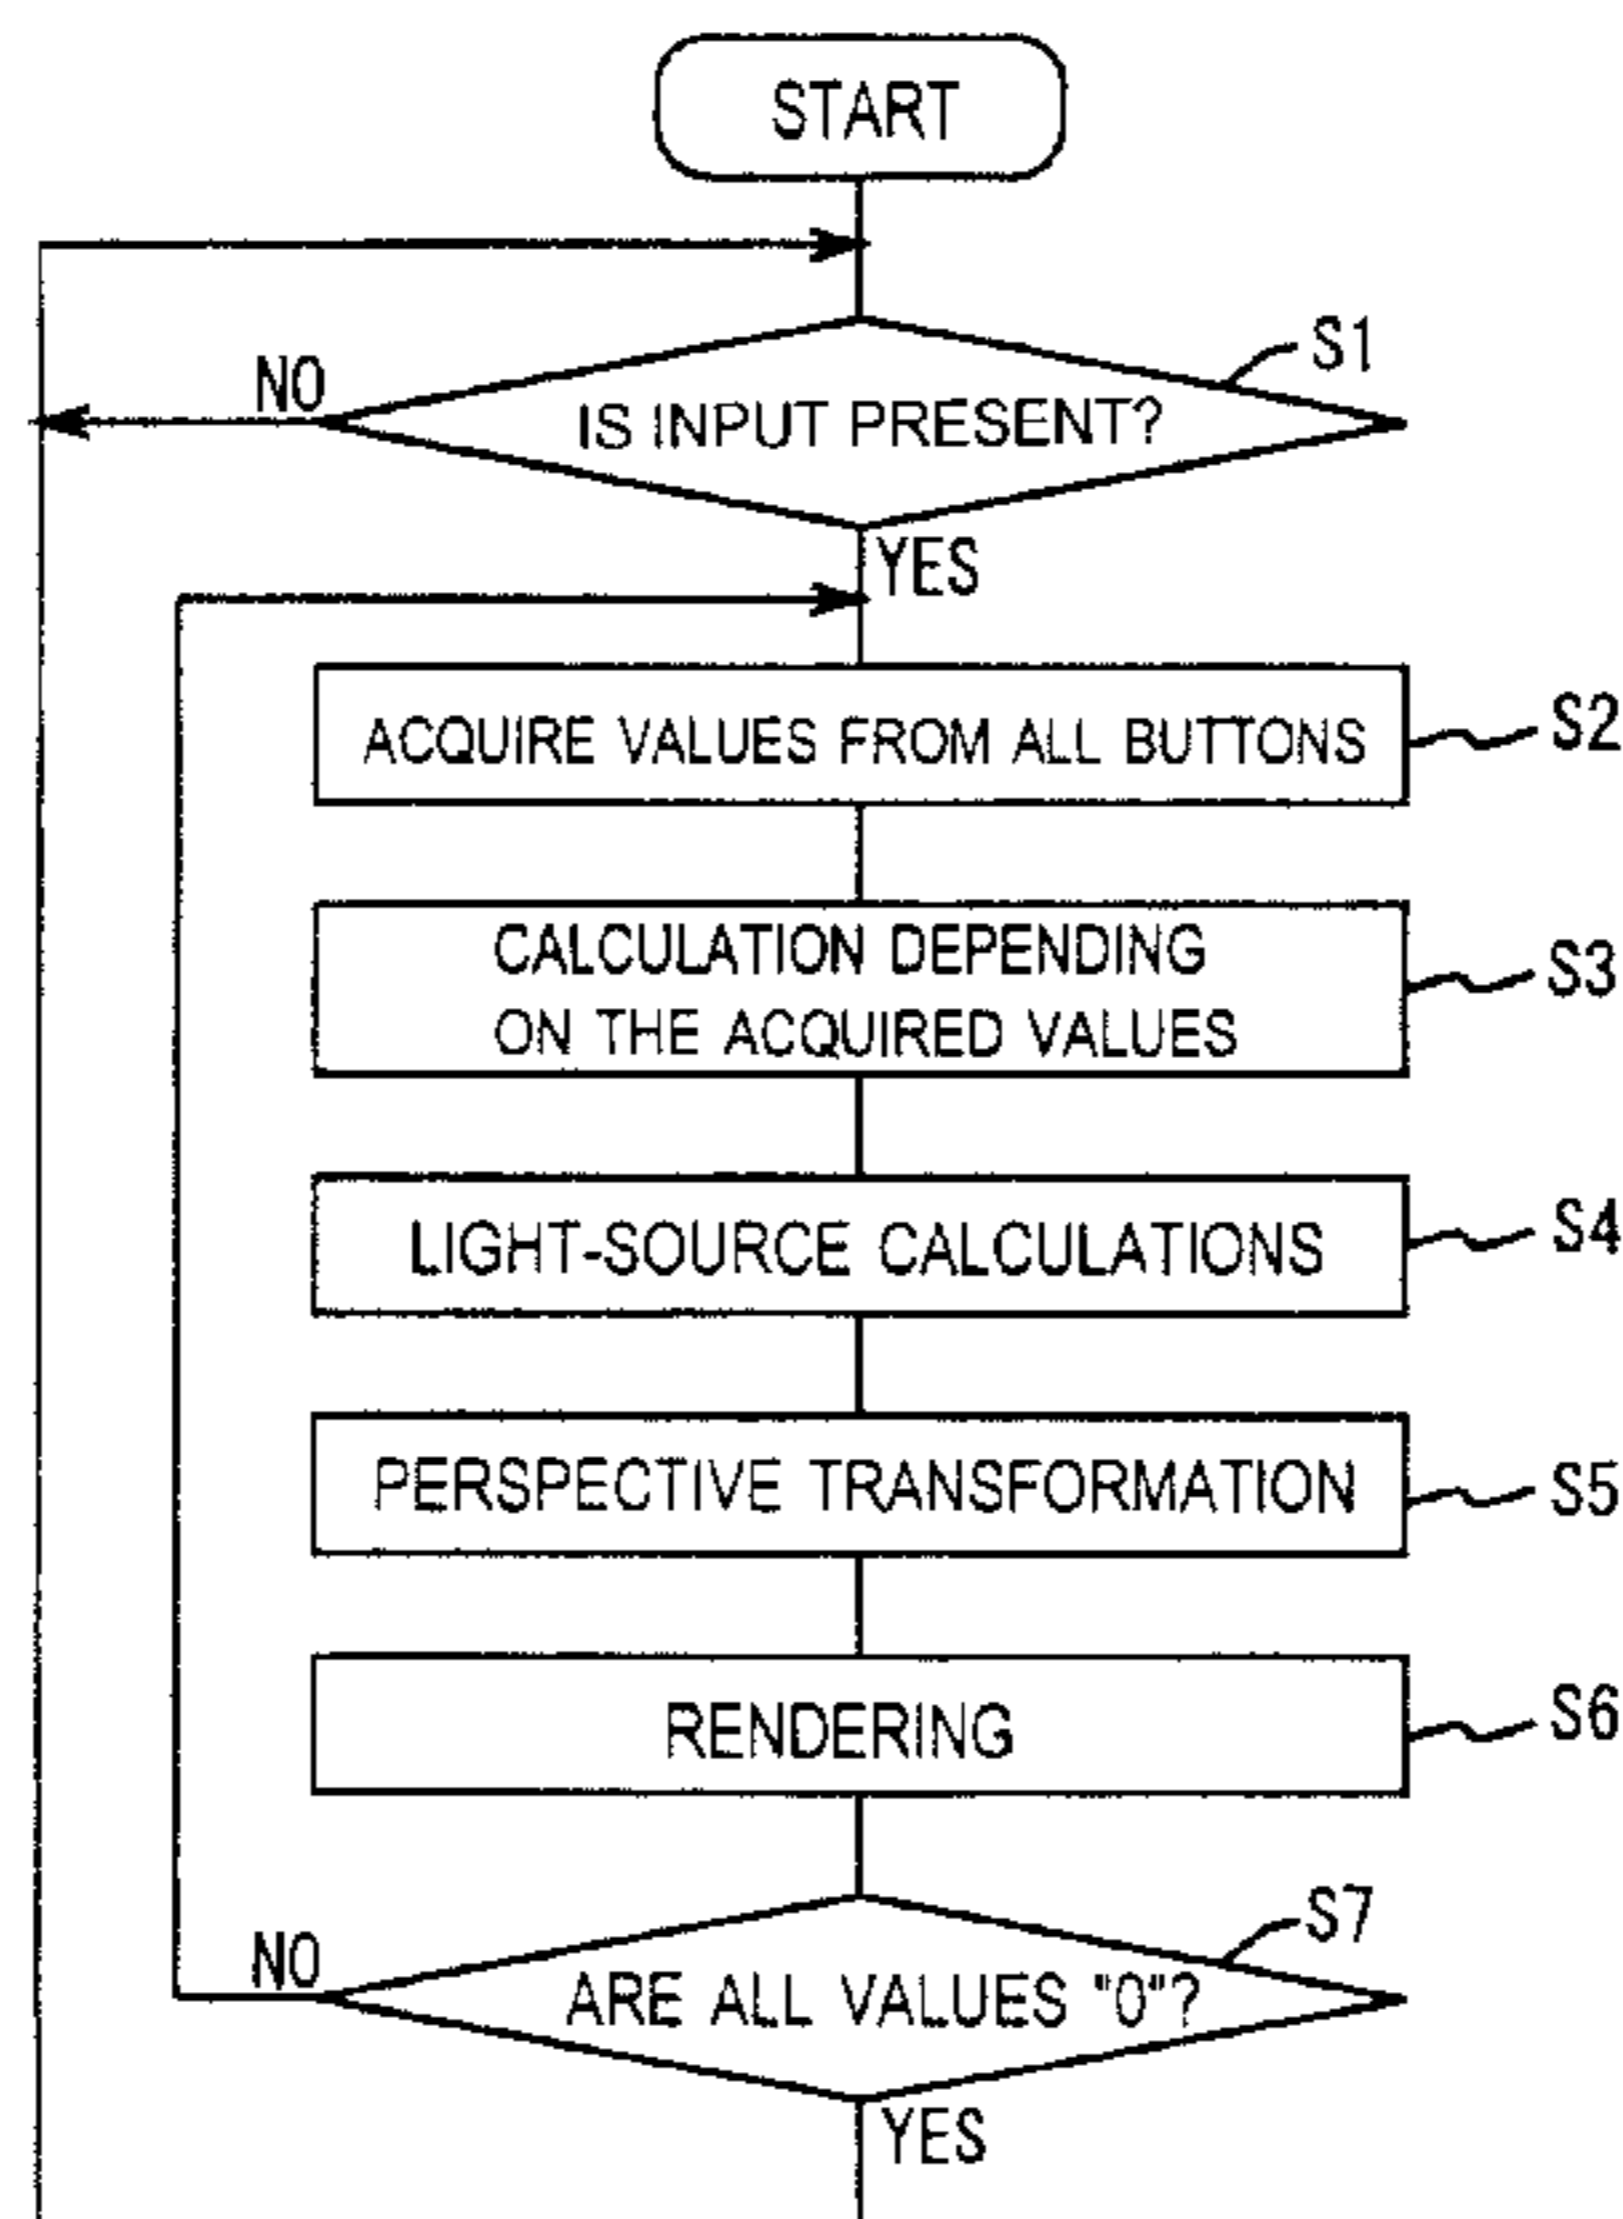 START
S1
NO
IS INPUT PRESENT?
YES
ACQUIRE VALUES FROM ALL BUTTONS
S2
CALCULATION DEPENDING
ON THE ACQUIRED VALUES
S3
LIGHT-SOURCE CALCULATIONS
S4
PERSPECTIVE TRANSFORMATION
S5
RENDERING
S6
S7
NO
ARE ALL VALUES "0"?
YES